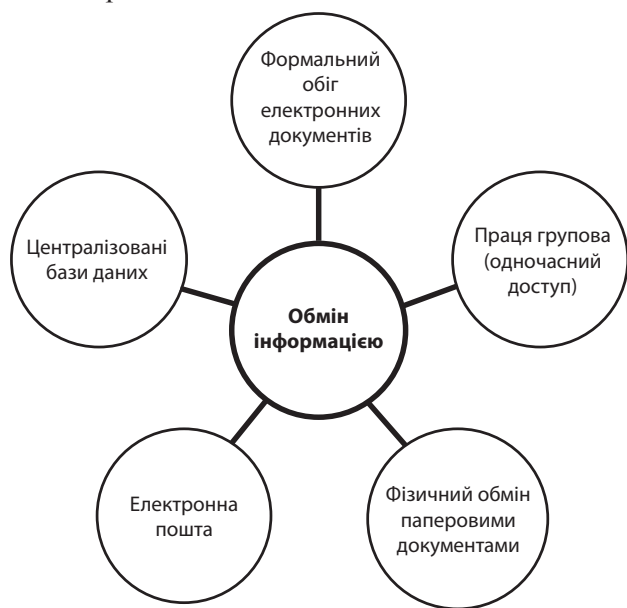 Формальний
обіг
електронних
документів
Централізовані
бази даних
Праця групова
(одночасний
доступ)
Обмін
інформацією
Електронна
пошта
Фізичний обмін
паперовими
документами